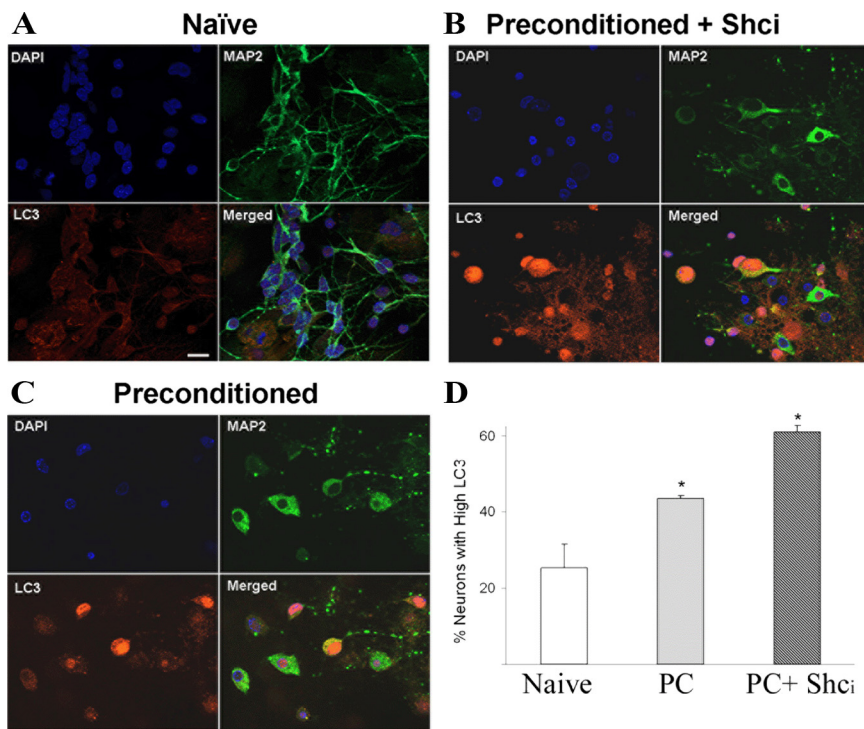 A Naïve
DAPI
MAP2
LC3
Merged
B Preconditioned + Shci
DAPI
MAP2
LC3
Merged
C Preconditioned
DAPI
MAP2
LC3
Merged
D
% Neurons with High LC3
60
40
20
*
*
Naive PC PC+ Shci